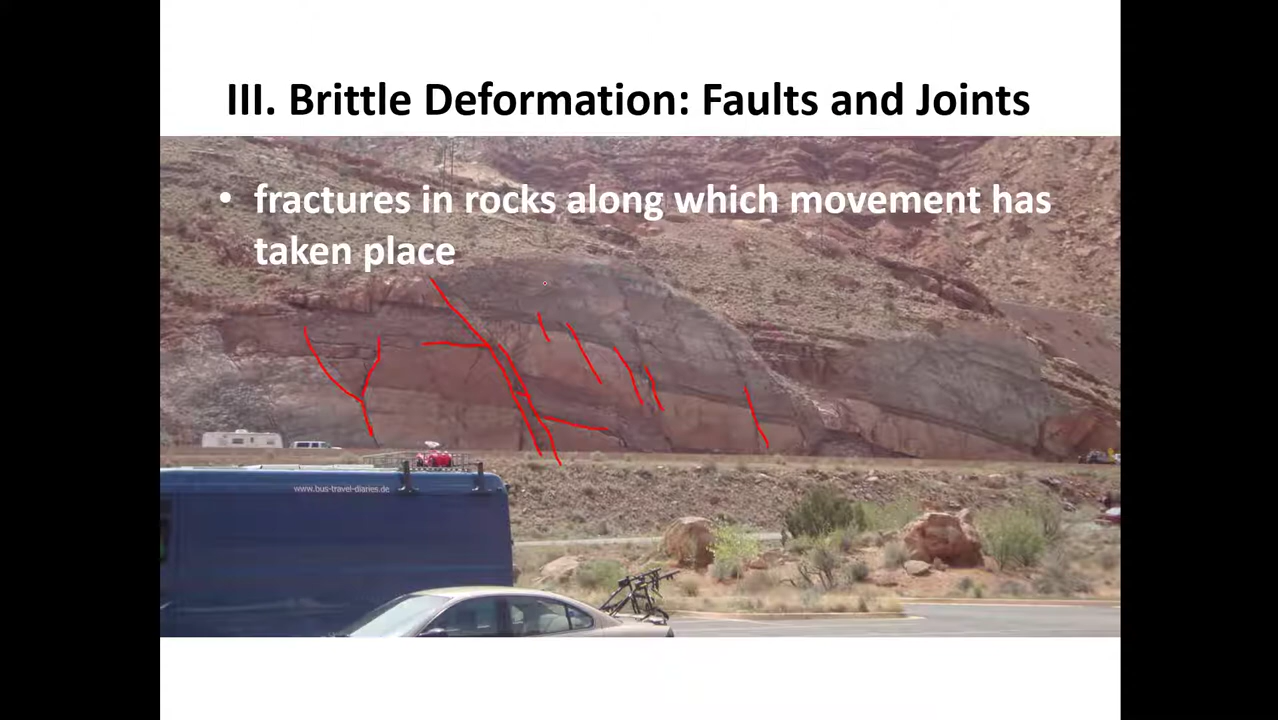 III. Brittle Deformation: Faults and Joints
• fractures in rocks along which movement has
taken place
www.bus-travel-diaries.de